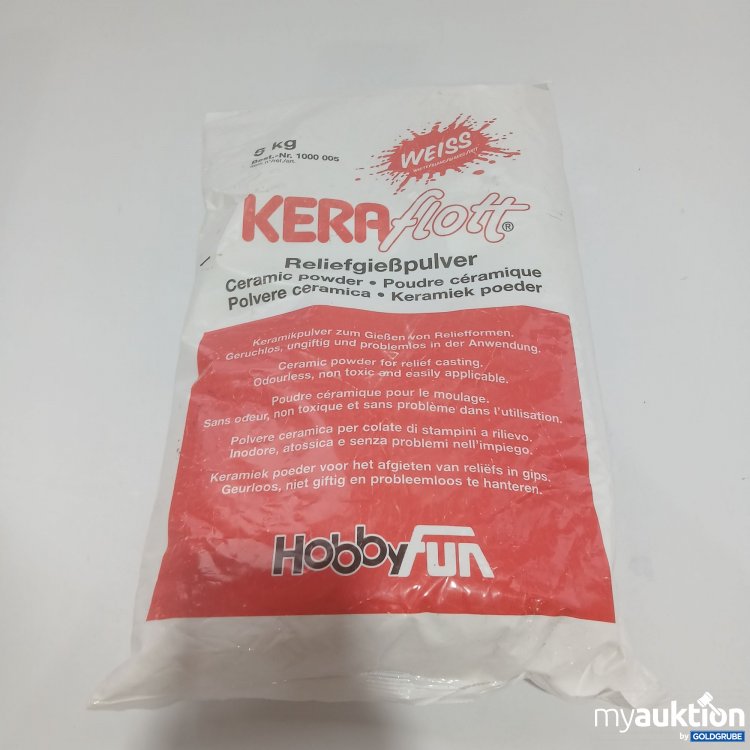 5 kg
Best.-Nr. 1000 005
WEISS
KERAflott®
Reliefgießpulver
Ceramic powder • Poudre céramique
Polvere ceramica • Keramiek poeder
Keramikpulver zum Gießen von Reliefformen.
Geruchlos, ungiftig und problemlos in der Anwendung.
Ceramic powder for relief casting.
Odourless, non toxic and easily applicable.
Poudre céramique pour le moulage.
Sans odeur, non toxique et sans problème dans l'utilisation.
Polvere ceramica per colate di stampini a rilievo.
Inodore, atossica e senza problemi nell'impiego.
Keramiek poeder voor het afgieten van reliëfs in gips.
Geurloos, niet giftig en probleemloos te hanteren.
HobbyFun
myauktion
by GOLDGRUBE